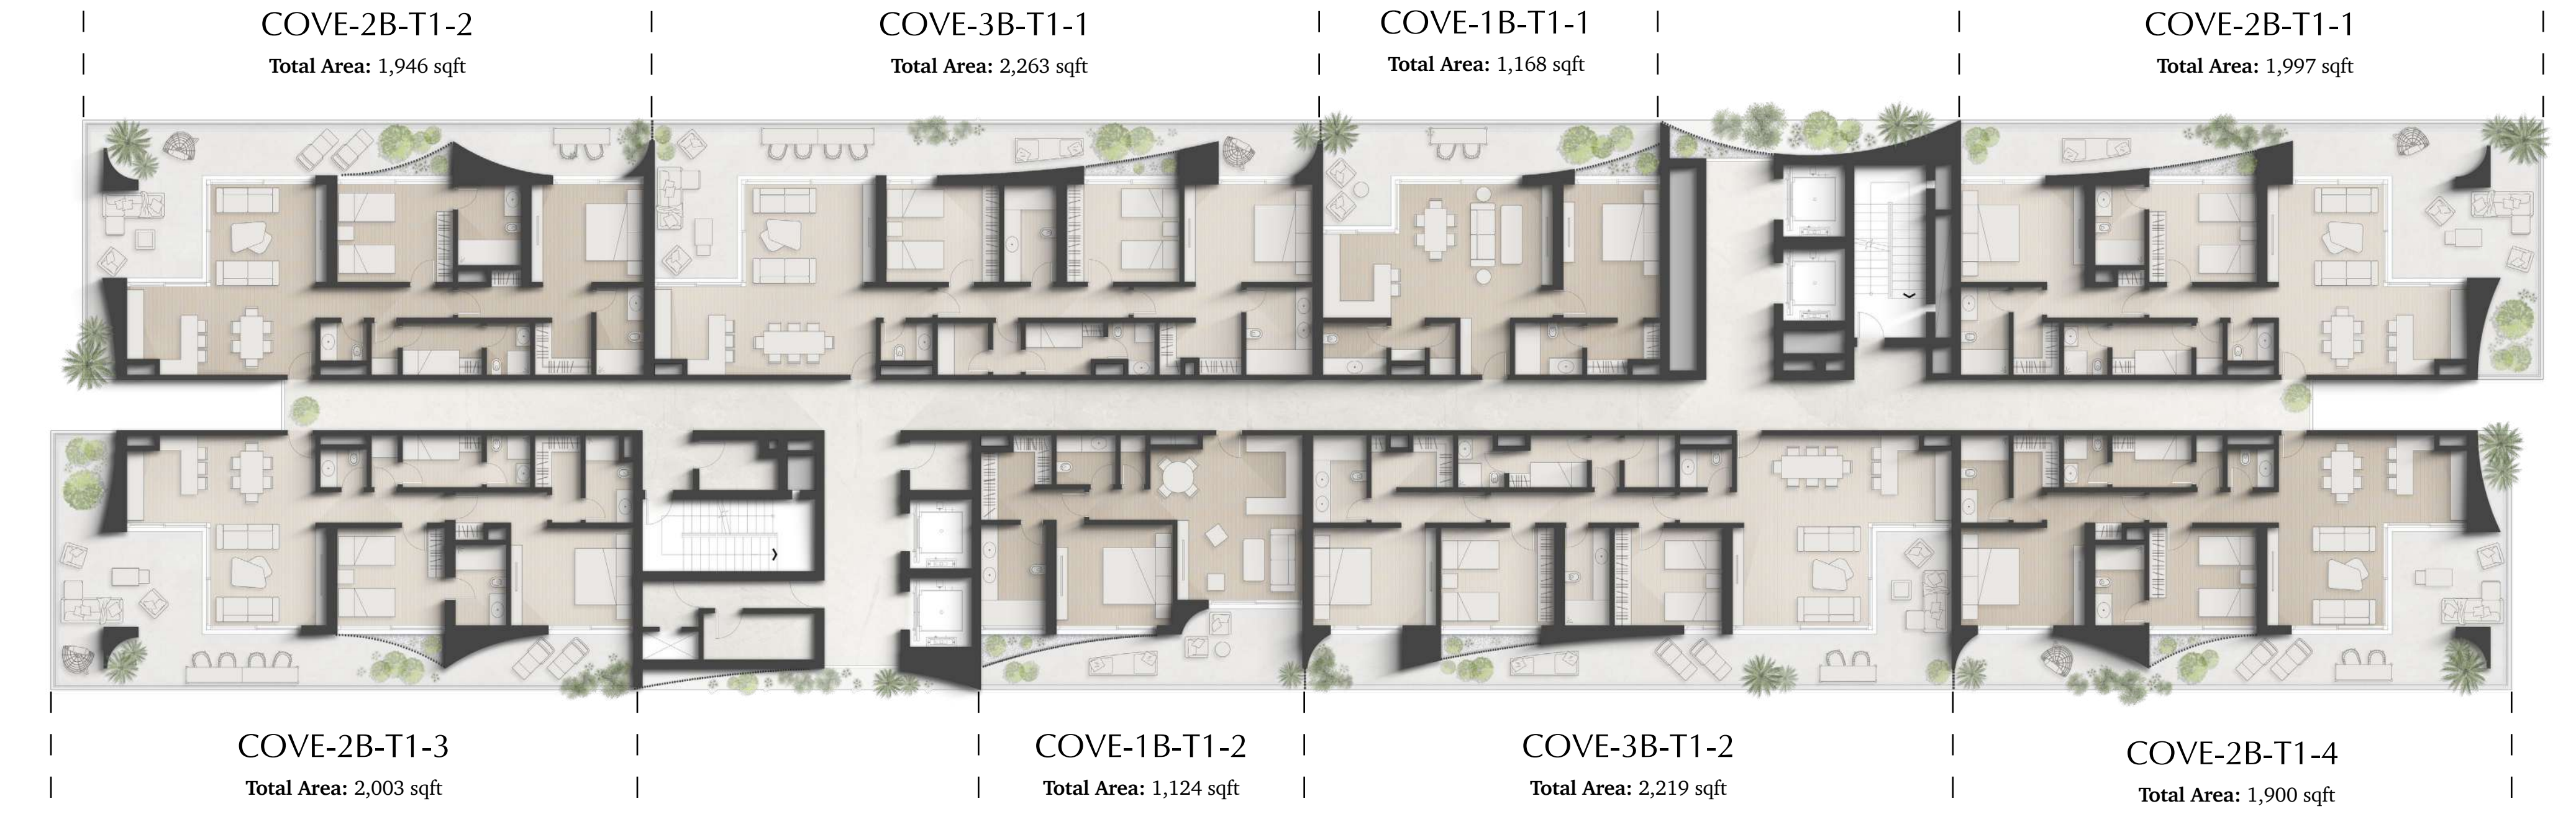 COVE-2B-T1-2
Total Area: 1,946 sqft
COVE-3B-T1-1
Total Area: 2,263 sqft
COVE-1B-T1-1
Total Area: 1,168 sqft
COVE-2B-T1-1
Total Area: 1,997 sqft
COVE-2B-T1-3
Total Area: 2,003 sqft
COVE-1B-T1-2
Total Area: 1,124 sqft
COVE-3B-T1-2
Total Area: 2,219 sqft
COVE-2B-T1-4
Total Area: 1,900 sqft